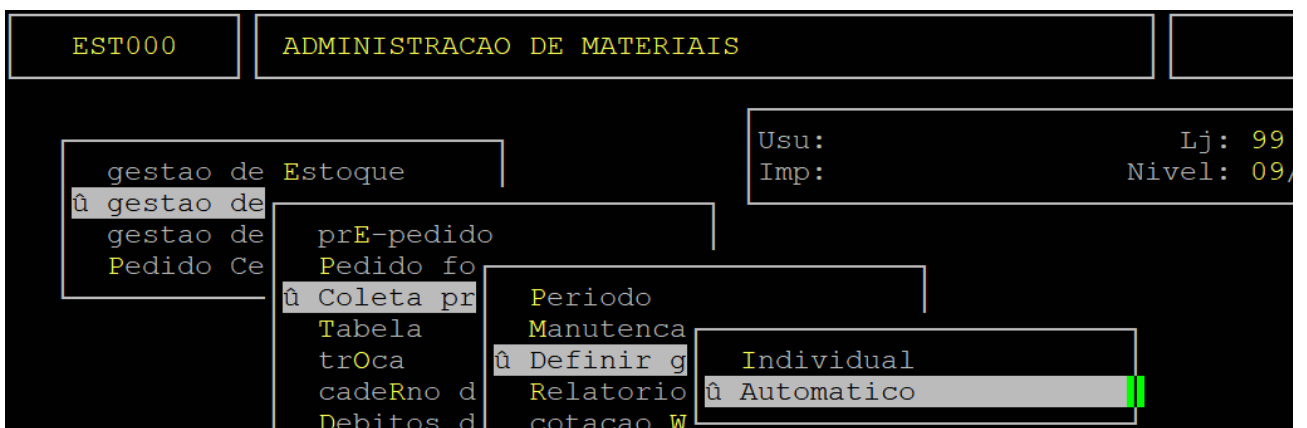 EST000 ADMINISTRACAO DE MATERIAIS
Usu: Lj: 99
Imp: Nivel: 09/
gestao de Estoque
û gestao de
gestao de
Pedido Ce
prE-pedido
Pedido fo
û Coleta pr
Tabela
trOca
cadeRno d
Debitos d
Periodo
Manutenca
û Definir g
Relatorio
cotacao W
Individual
û Automatico